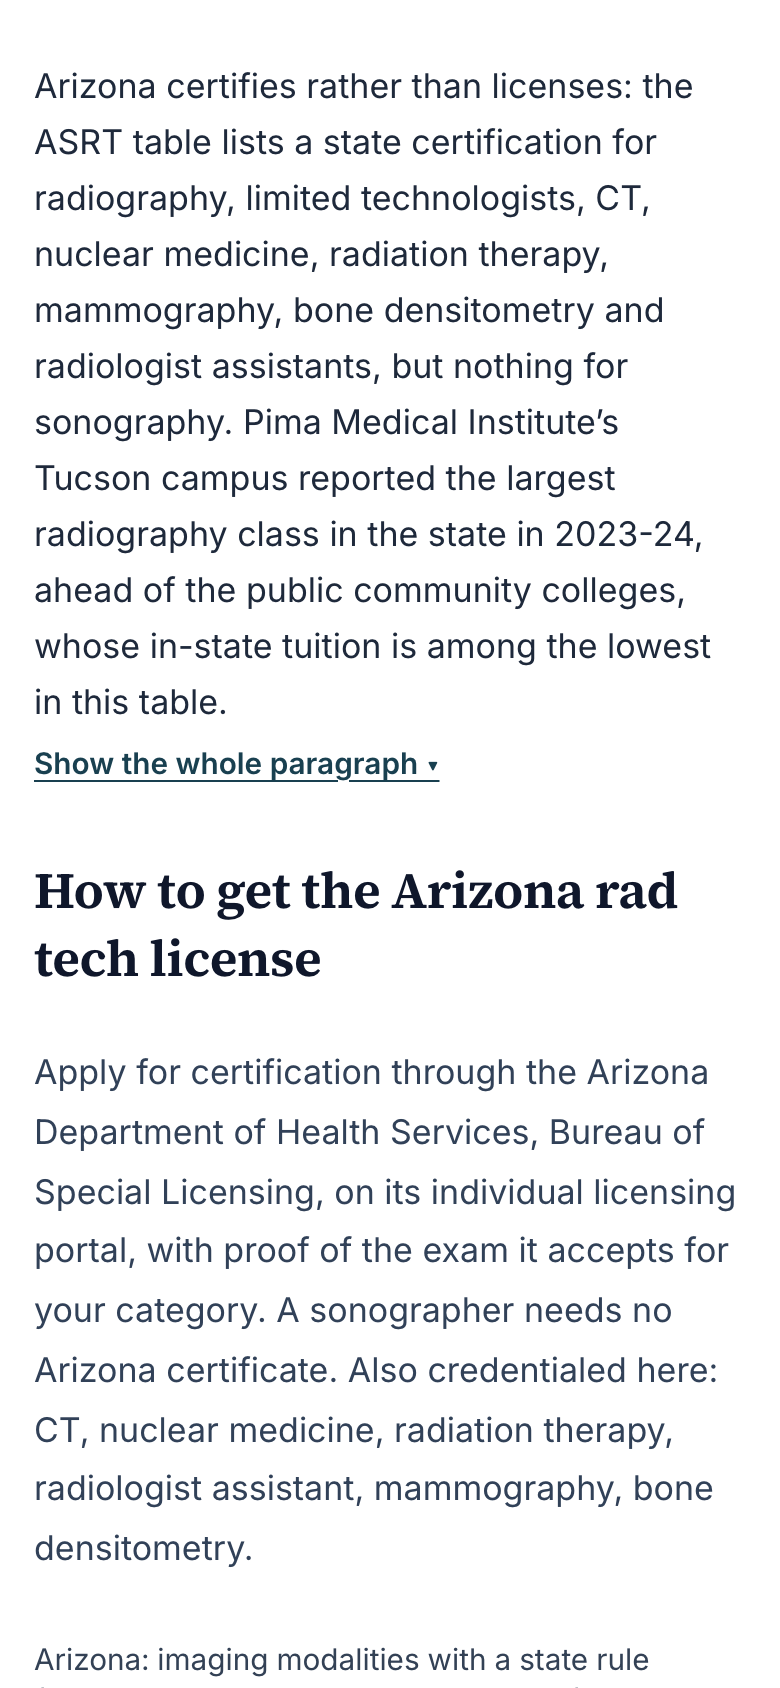 Arizona certifies rather than licenses: the
ASRT table lists a state certification for
radiography, limited technologists, CT,
nuclear medicine, radiation therapy,
mammography, bone densitometry and
radiologist assistants, but nothing for
sonography. Pima Medical Institute’s
Tucson campus reported the largest
radiography class in the state in 2023-24,
ahead of the public community colleges,
whose in-state tuition is among the lowest
in this table.
Show the whole paragraph ▾
How to get the Arizona rad
tech license
Apply for certification through the Arizona
Department of Health Services, Bureau of
Special Licensing, on its individual licensing
portal, with proof of the exam it accepts for
your category. A sonographer needs no
Arizona certificate. Also credentialed here:
CT, nuclear medicine, radiation therapy,
radiologist assistant, mammography, bone
densitometry.
Arizona: imaging modalities with a state rule